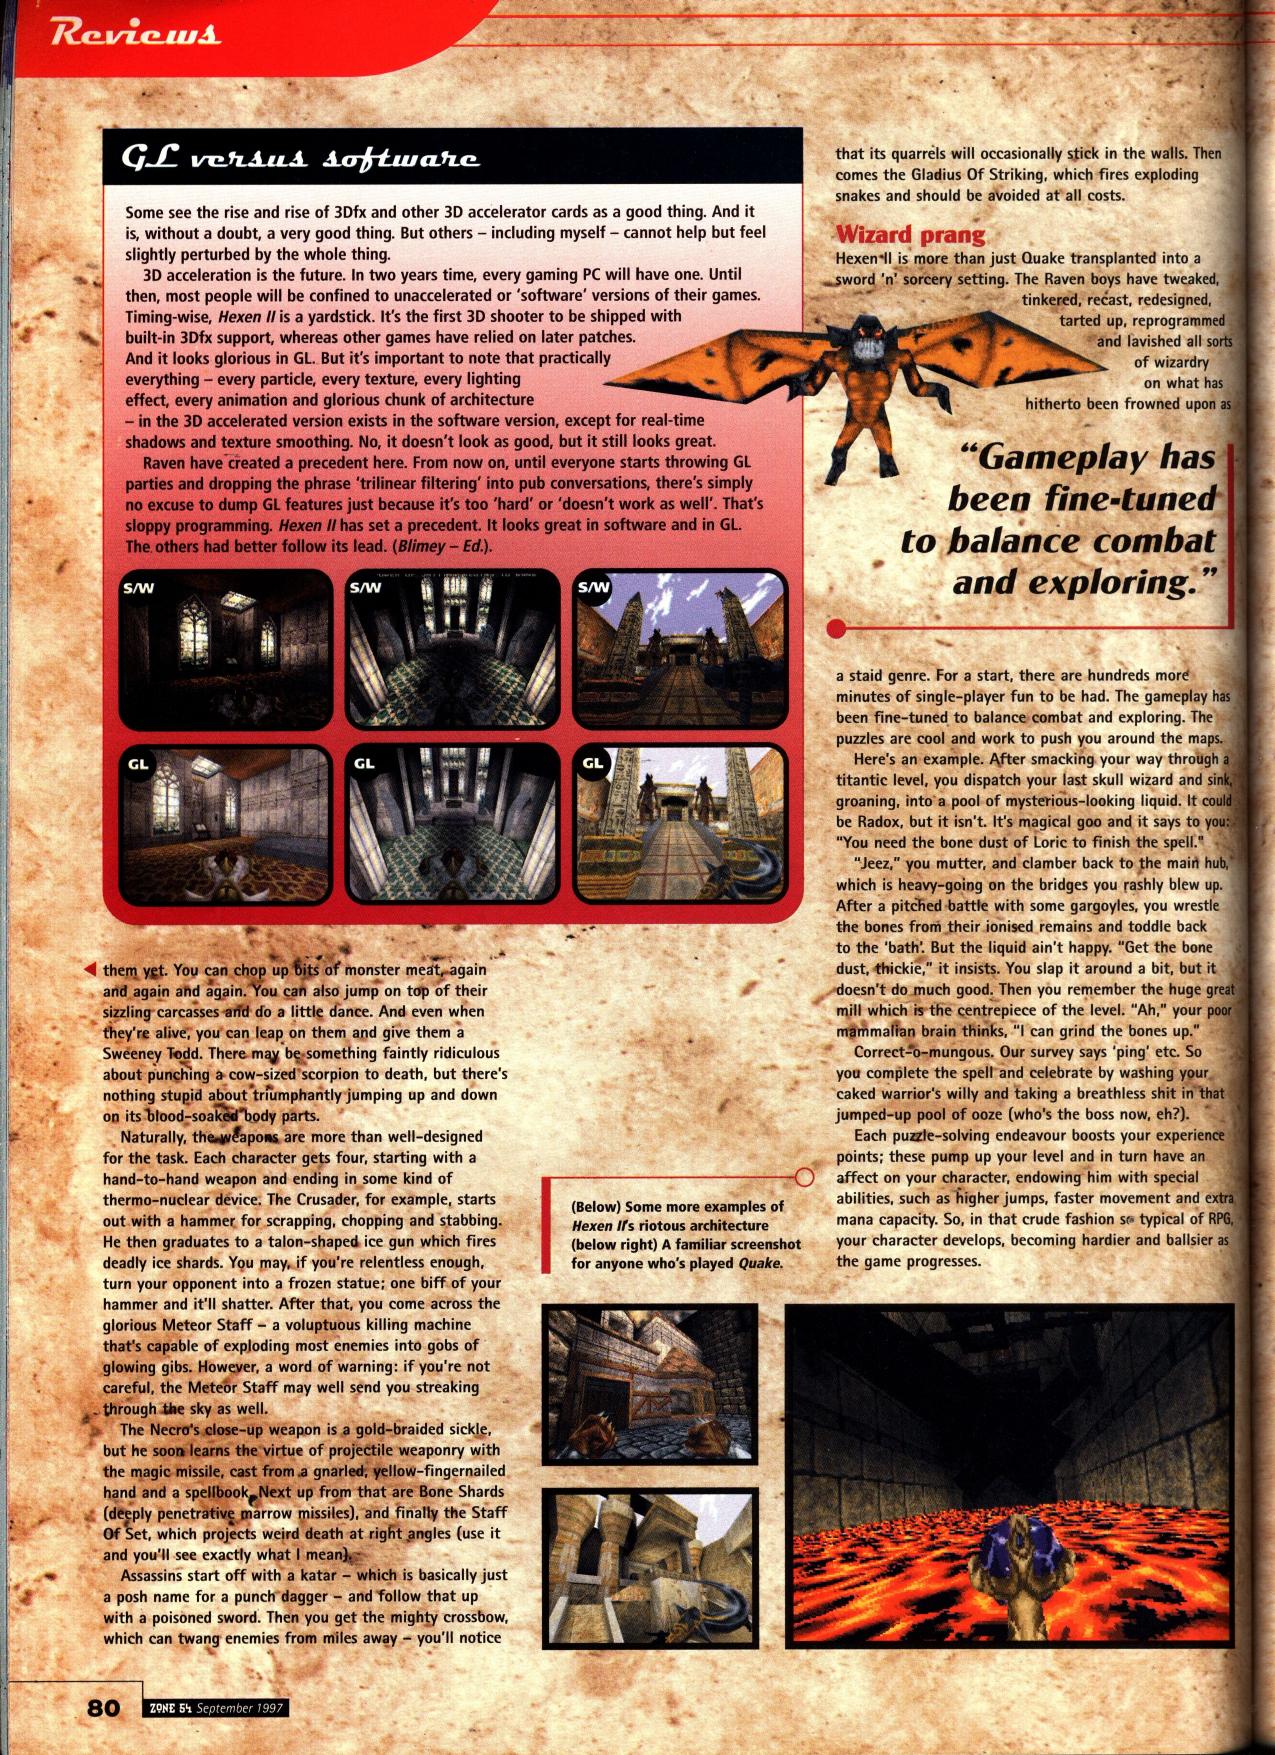 Reviews
GL versus software
Some see the rise and rise of 3Dfx and other 3D accelerator cards as a good thing. And it
is, without a doubt, a very good thing. But others – including myself – cannot help but feel
slightly perturbed by the whole thing.
3D acceleration is the future. In two years time, every gaming PC will have one. Until
then, most people will be confined to unaccelerated or 'software' versions of their games.
Timing-wise, Hexen II is a yardstick. It's the first 3D shooter to be shipped with
built-in 3Dfx support, whereas other games have relied on later patches.
And it looks glorious in GL. But it's important to note that practically
everything – every particle, every texture, every lighting
effect, every animation and glorious chunk of architecture
– in the 3D accelerated version exists in the software version, except for real-time
shadows and texture smoothing. No, it doesn't look as good, but it still looks great.
Raven have created a precedent here. From now on, until everyone starts throwing GL
parties and dropping the phrase 'trilinear filtering' into pub conversations, there's simply
no excuse to dump GL features just because it's too 'hard' or 'doesn't work as well'. That's
sloppy programming. Hexen II has set a precedent. It looks great in software and in GL.
The others had better follow its lead. (Blimey – Ed.).
S/W
S/W
S/W
GL
GL
GL
them yet. You can chop up bits of monster meat, again
and again and again. You can also jump on top of their
sizzling carcasses and do a little dance. And even when
they're alive, you can leap on them and give them a
Sweeney Todd. There may be something faintly ridiculous
about punching a cow-sized scorpion to death, but there's
nothing stupid about triumphantly jumping up and down
on its blood-soaked body parts.
Naturally, the weapons are more than well-designed
for the task. Each character gets four, starting with a
hand-to-hand weapon and ending in some kind of
thermo-nuclear device. The Crusader, for example, starts
out with a hammer for scrapping, chopping and stabbing.
He then graduates to a talon-shaped ice gun which fires
deadly ice shards. You may, if you're relentless enough,
turn your opponent into a frozen statue; one biff of your
hammer and it'll shatter. After that, you come across the
glorious Meteor Staff – a voluptuous killing machine
that's capable of exploding most enemies into gobs of
glowing gibs. However, a word of warning: if you're not
careful, the Meteor Staff may well send you streaking
through the sky as well.
The Necro's close-up weapon is a gold-braided sickle,
but he soon learns the virtue of projectile weaponry with
the magic missile, cast from a gnarled, yellow-fingernailed
hand and a spellbook. Next up from that are Bone Shards
(deeply penetrative marrow missiles), and finally the Staff
Of Set, which projects weird death at right angles (use it
and you'll see exactly what I mean).
Assassins start off with a katar – which is basically just
a posh name for a punch dagger – and follow that up
with a poisoned sword. Then you get the mighty crossbow,
which can twang enemies from miles away – you'll notice
that its quarrels will occasionally stick in the walls. Then
comes the Gladius Of Striking, which fires exploding
snakes and should be avoided at all costs.
Wizard prang
Hexen II is more than just Quake transplanted into a
sword 'n' sorcery setting. The Raven boys have tweaked,
tinkered, recast, redesigned,
tarted up, reprogrammed
and lavished all sorts
of wizardry
on what has
hitherto been frowned upon as
"Gameplay has
been fine-tuned
to balance combat
and exploring."
a staid genre. For a start, there are hundreds more
minutes of single-player fun to be had. The gameplay has
been fine-tuned to balance combat and exploring. The
puzzles are cool and work to push you around the maps.
Here's an example. After smacking your way through a
titantic level, you dispatch your last skull wizard and sink,
groaning, into a pool of mysterious-looking liquid. It could
be Radox, but it isn't. It's magical goo and it says to you:
"You need the bone dust of Loric to finish the spell."
"Jeez," you mutter, and clamber back to the main hub,
which is heavy-going on the bridges you rashly blew up.
After a pitched battle with some gargoyles, you wrestle
the bones from their ionised remains and toddle back
to the 'bath'. But the liquid ain't happy. "Get the bone
dust, thickie," it insists. You slap it around a bit, but it
doesn't do much good. Then you remember the huge great
mill which is the centrepiece of the level. "Ah," your poor
mammalian brain thinks, "I can grind the bones up."
Correct-o-mungous. Our survey says 'ping' etc. So
you complete the spell and celebrate by washing your
caked warrior's willy and taking a breathless shit in that
jumped-up pool of ooze (who's the boss now, eh?).
Each puzzle-solving endeavour boosts your experience
points; these pump up your level and in turn have an
affect on your character, endowing him with special
abilities, such as higher jumps, faster movement and extra
mana capacity. So, in that crude fashion so typical of RPG,
your character develops, becoming hardier and ballsier as
the game progresses.
(Below) Some more examples of
Hexen II's riotous architecture
(below right) A familiar screenshot
for anyone who's played Quake.
80 ZONE 54 September 1997